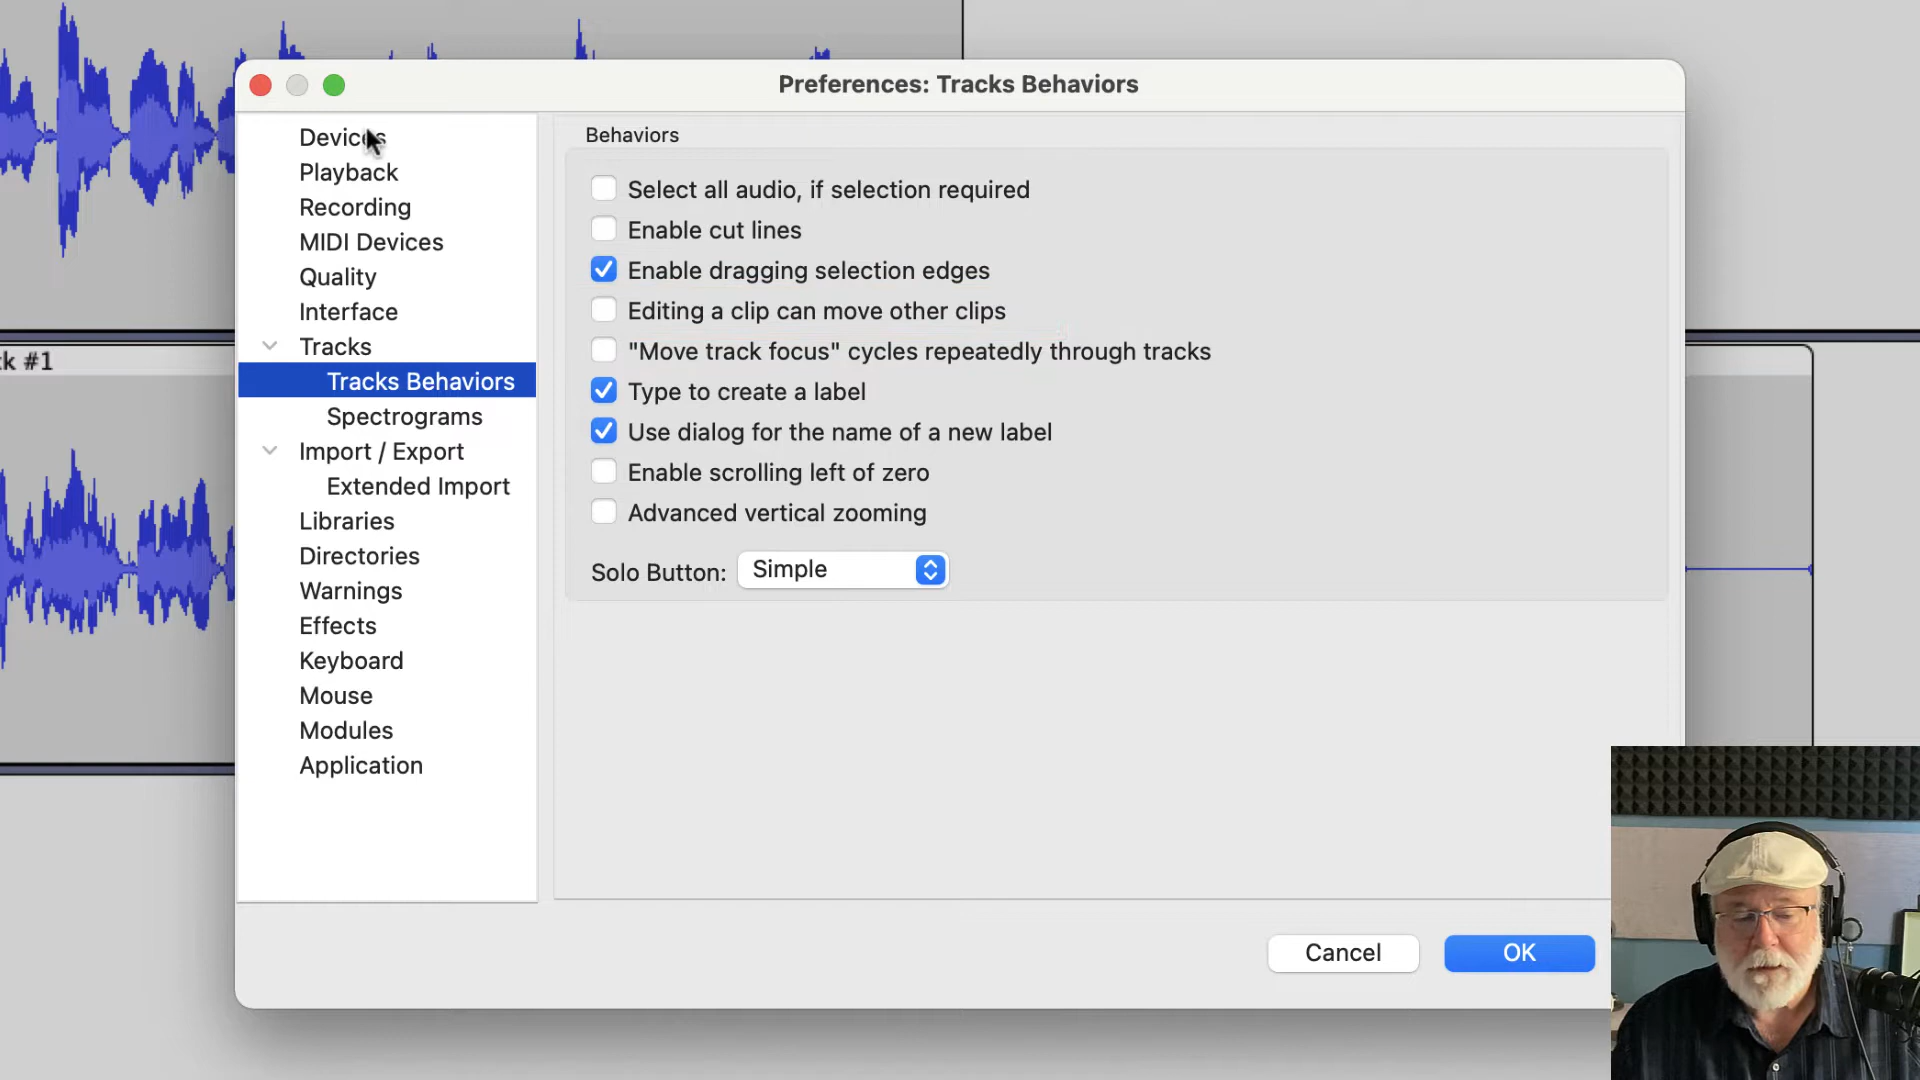 Preferences: Tracks Behaviors
k #1
Devices
Playback
Recording
MIDI Devices
Quality
Interface
Tracks
Tracks Behaviors
Spectrograms
Import / Export
Extended Import
Libraries
Directories
Warnings
Effects
Keyboard
Mouse
Modules
Application
Behaviors
Select all audio, if selection required
Enable cut lines
Enable dragging selection edges
Editing a clip can move other clips
"Move track focus" cycles repeatedly through tracks
Type to create a label
Use dialog for the name of a new label
Enable scrolling left of zero
Advanced vertical zooming
Solo Button: Simple
Cancel OK